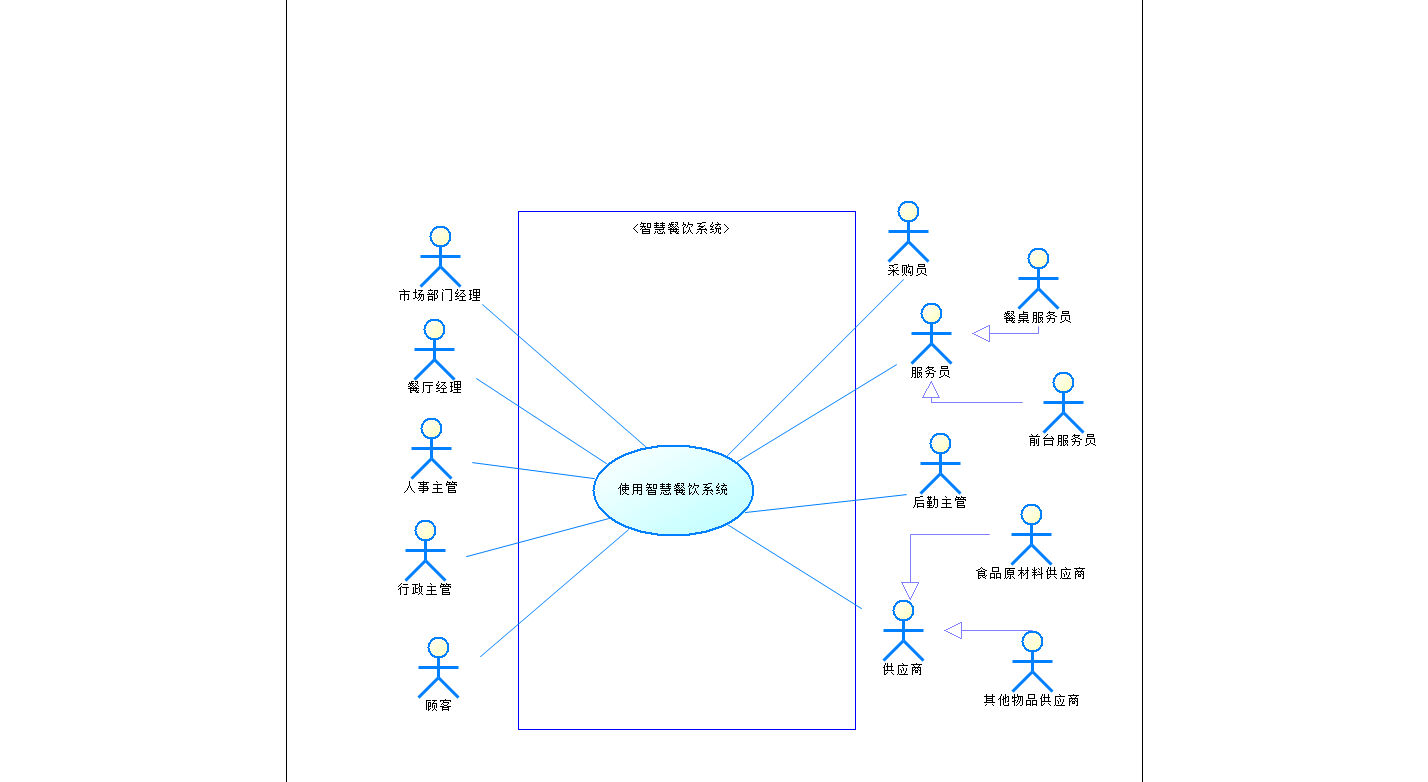 <智慧餐饮系统>
采购员
市场部门经理
餐桌服务员
服务员
餐厅经理
前台服务员
人事主管
使用智慧餐饮系统
后勤主管
食品原材料供应商
行政主管
供应商
其他物品供应商
顾客